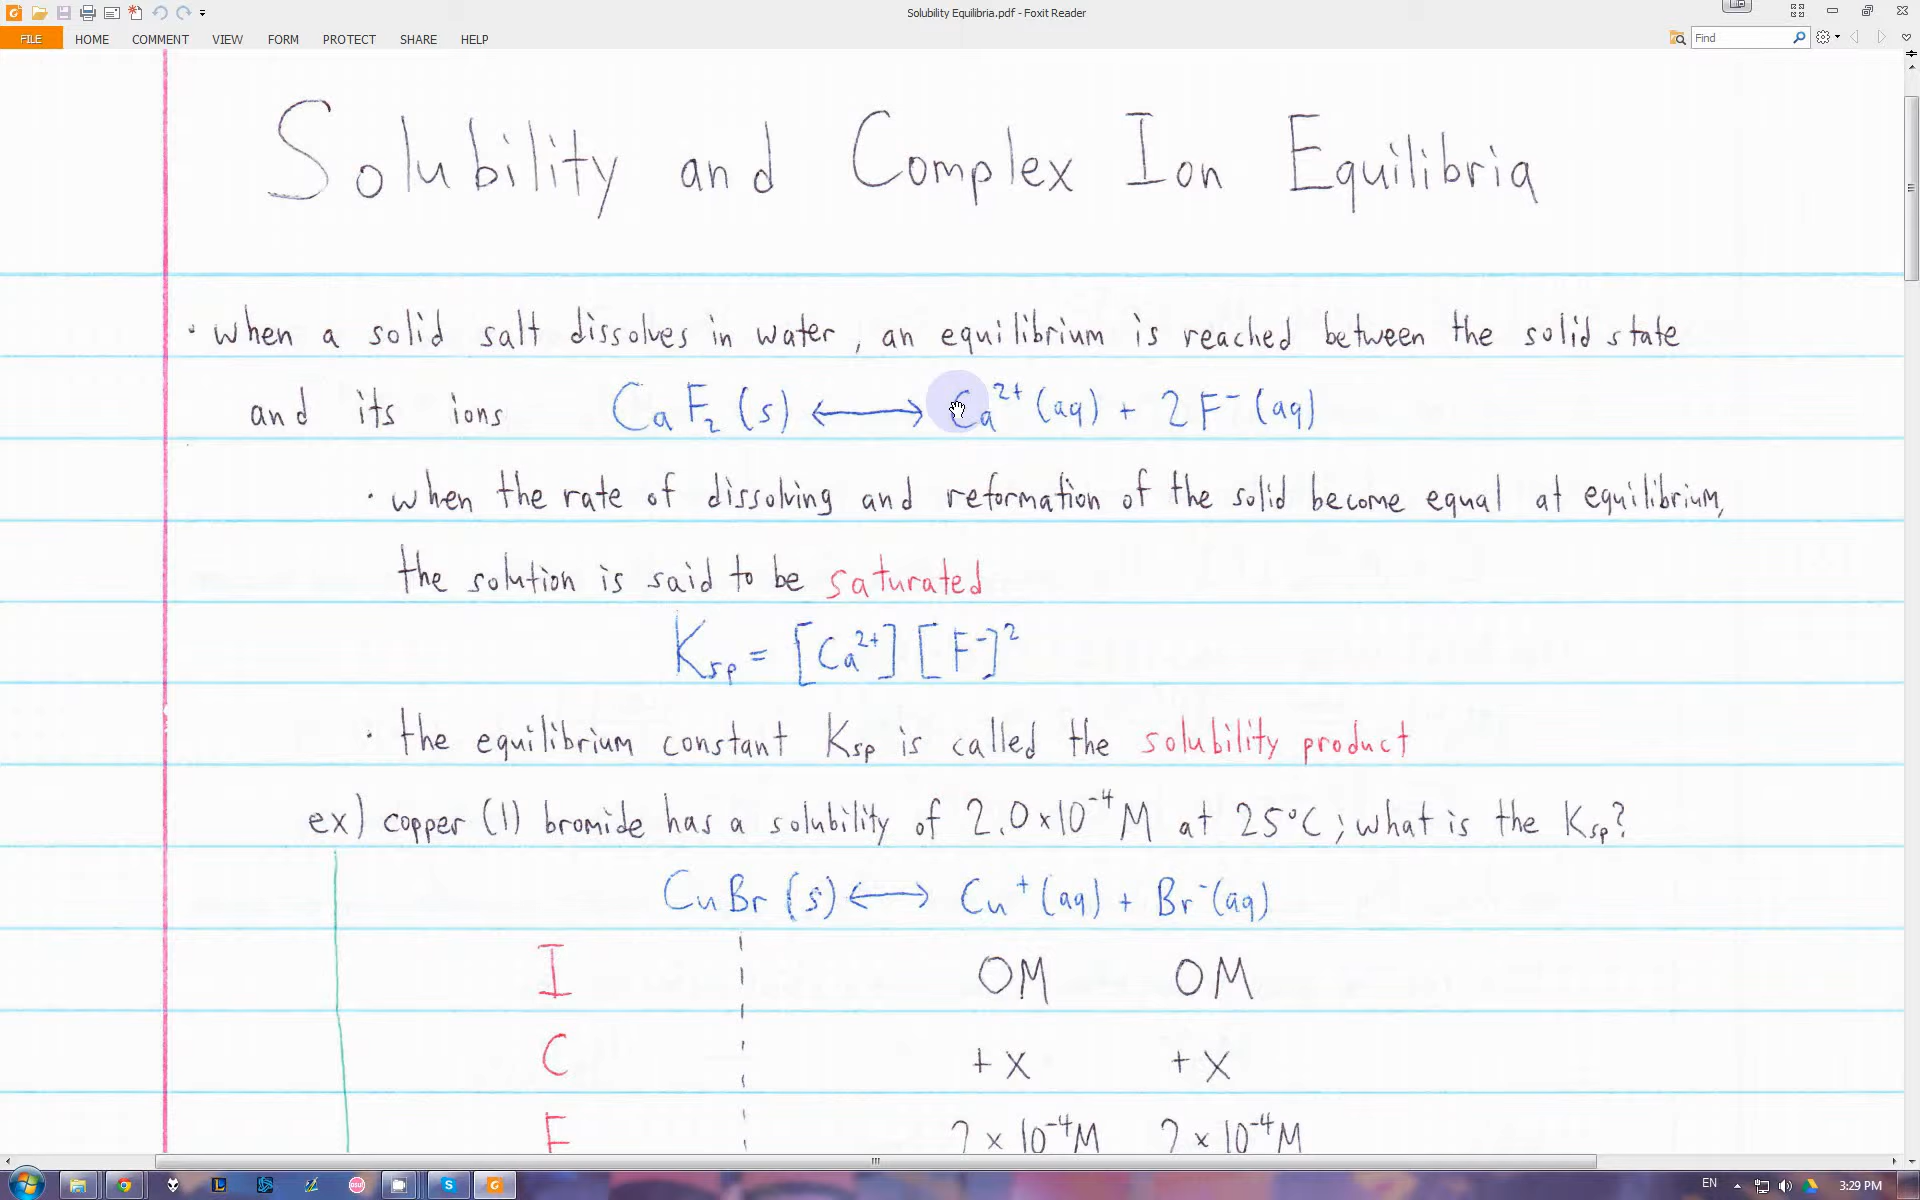 Solubility Equilibria.pdf - Foxit Reader
FILE HOME COMMENT VIEW FORM PROTECT SHARE HELP
Find
Solubility and Complex Ion Equilibria
· when a solid salt dissolves in water, an equilibrium is reached between the solid state
and its ions CaF₂ (s) ⟷ Ca²⁺ (aq) + 2F⁻ (aq)
· when the rate of dissolving and reformation of the solid become equal at equilibrium,
the solution is said to be saturated
Ksp = [Ca²⁺] [F⁻]²
· the equilibrium constant Ksp is called the solubility product
ex) copper (I) bromide has a solubility of 2.0×10⁻⁴ M at 25°C; what is the Ksp?
CuBr (s) ⟷ Cu⁺ (aq) + Br⁻ (aq)
I 0M 0M
C +x +x
E 2 × 10⁻⁴M 2 × 10⁻⁴M
EN 3:29 PM